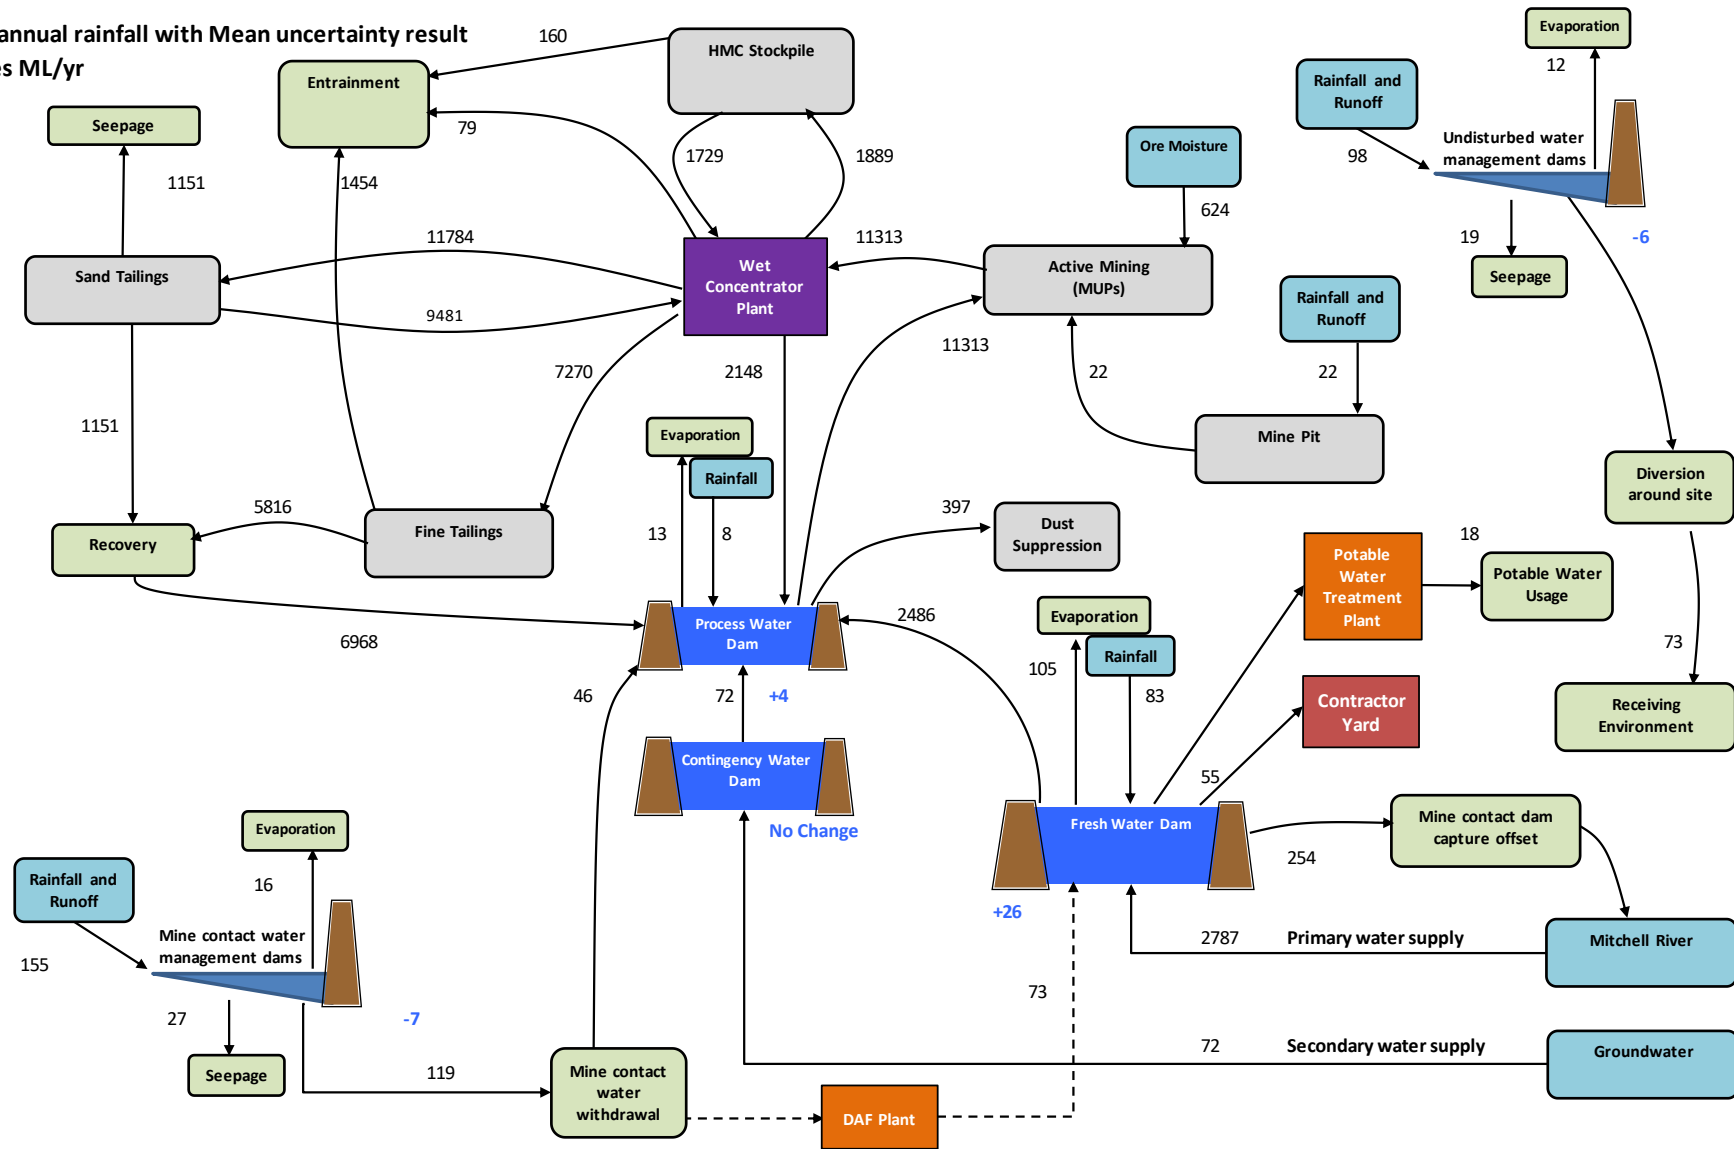 annual rainfall with Mean uncertainty result
es ML/yr
160
HMC Stockpile
Entrainment
Seepage
79
1151
1454
1729
1889
Ore Moisture
624
Evaporation
12
Rainfall and
Runoff
98
Undisturbed water
management dams
19
-6
Seepage
11784
11313
Sand Tailings
Wet
Concentrator
Plant
Active Mining
(MUPs)
9481
Rainfall and
Runoff
11313
7270
2148
22
22
1151
Evaporation
Rainfall
Mine Pit
Diversion
around site
5816
397
13
8
Recovery
Fine Tailings
Dust
Suppression
18
Potable
Water
Treatment
Plant
Potable Water
Usage
6968
Process Water
Dam
2486
Evaporation
Rainfall
105
83
73
46
72
+4
Contractor
Yard
Receiving
Environment
Contingency Water
Dam
55
No Change
Fresh Water Dam
Mine contact dam
capture offset
254
Evaporation
16
Rainfall and
Runoff
+26
Mine contact water
management dams
155
2787
Primary water supply
Mitchell River
73
27
-7
72
Secondary water supply
Groundwater
Seepage
119
Mine contact
water
withdrawal
DAF Plant